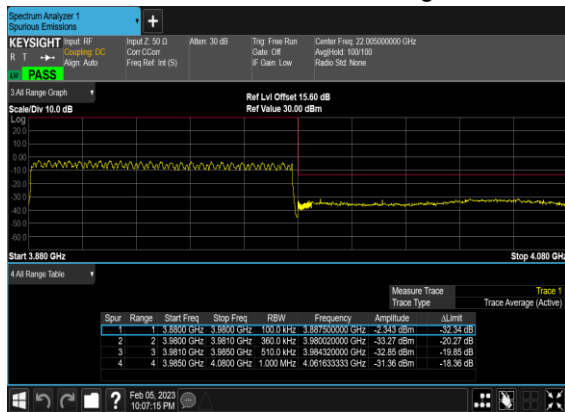 Spectrum Analyzer 1
Spurious Emissions
+
KEYSIGHT Input: RF Input Z: 50 Ω Atten: 30 dB Trig: Free Run Center Freq: 22.005000000 GHz
R T Coupling: DC Corr CCorr Gate: Off Avg|Hold: 100/100
Align: Auto Freq Ref: Int (S) IF Gain: Low Radio Std: None
LW PASS
3 All Range Graph
Ref Lvl Offset 15.60 dB
Scale/Div 10.0 dB Ref Value 30.00 dBm
Log
20.0
10.0
0.00
-10.0
-20.0
-30.0
-40.0
-50.0
-60.0
Start 3.880 GHz Stop 4.080 GHz
4 All Range Table
Measure Trace Trace 1
Trace Type Trace Average (Active)
Spur Range Start Freq Stop Freq RBW Frequency Amplitude ΔLimit
1 1 3.8800 GHz 3.9800 GHz 100.0 kHz 3.887500000 GHz -2.343 dBm -32.34 dB
2 2 3.9800 GHz 3.9810 GHz 360.0 kHz 3.980020000 GHz -33.27 dBm -20.27 dB
3 3 3.9810 GHz 3.9850 GHz 510.0 kHz 3.984320000 GHz -32.85 dBm -19.85 dB
4 4 3.9850 GHz 4.0800 GHz 1.000 MHz 4.061633333 GHz -31.36 dBm -18.36 dB
? Feb 05, 2023
10:07:15 PM